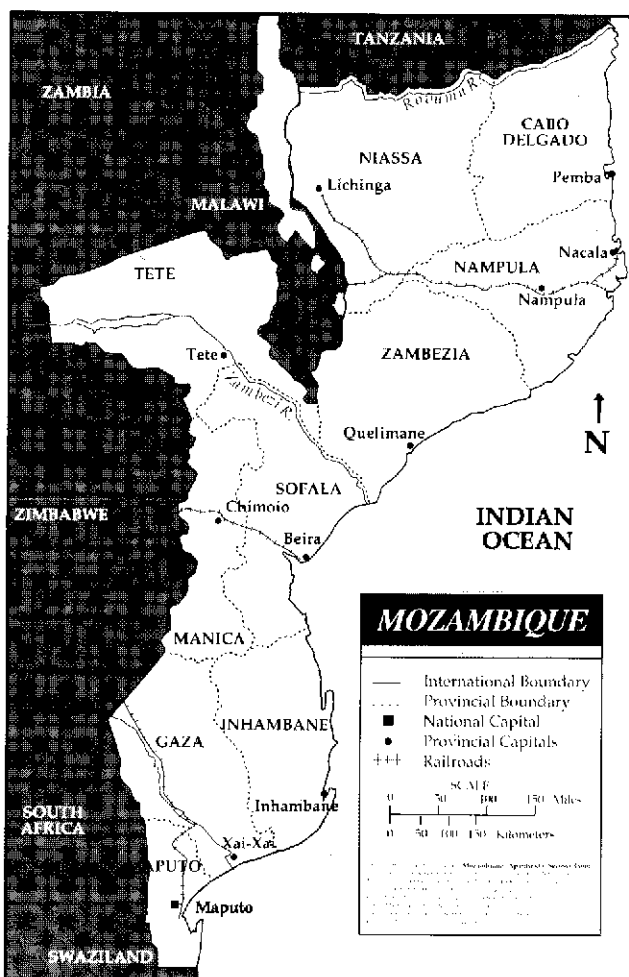 TANZANIA
ZAMBIA
Rovuma R.
CABO
DELGADO
NIASSA
Lichinga
Pemba
MALAWI
TETE
NAMPULA
Nacala
Nampula
ZAMBEZIA
Tete
Zambezi R.
N
Quelimane
SOFALA
ZIMBABWE
Chimoio
INDIAN
OCEAN
Beira
MOZAMBIQUE
MANICA
International Boundary
Provincial Boundary
National Capital
Provincial Capitals
Railroads
INHAMBANE
GAZA
SCALE
0 50 100 150 Miles
0 50 100 150 Kilometers
Inhambane
SOUTH
AFRICA
Xai-Xai
APUTO
Maputo
SWAZILAND